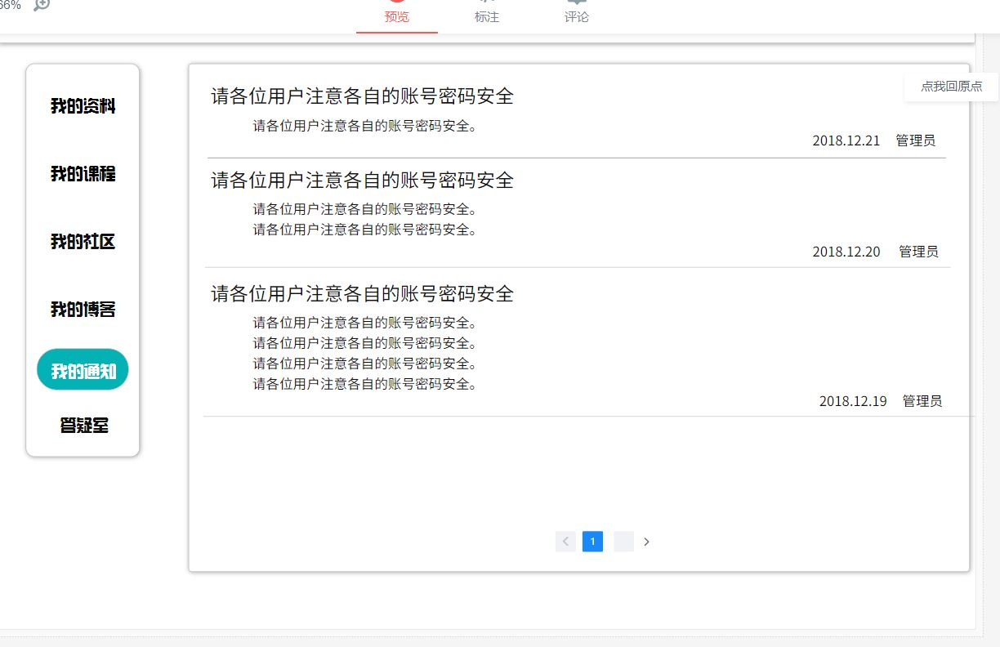 66%
预览
标注
评论
点我回原点
我的资料
我的课程
我的社区
我的博客
我的通知
答疑室
请各位用户注意各自的账号密码安全
请各位用户注意各自的账号密码安全。
2018.12.21 管理员
请各位用户注意各自的账号密码安全
请各位用户注意各自的账号密码安全。
请各位用户注意各自的账号密码安全。
2018.12.20 管理员
请各位用户注意各自的账号密码安全
请各位用户注意各自的账号密码安全。
请各位用户注意各自的账号密码安全。
请各位用户注意各自的账号密码安全。
请各位用户注意各自的账号密码安全。
2018.12.19 管理员
1